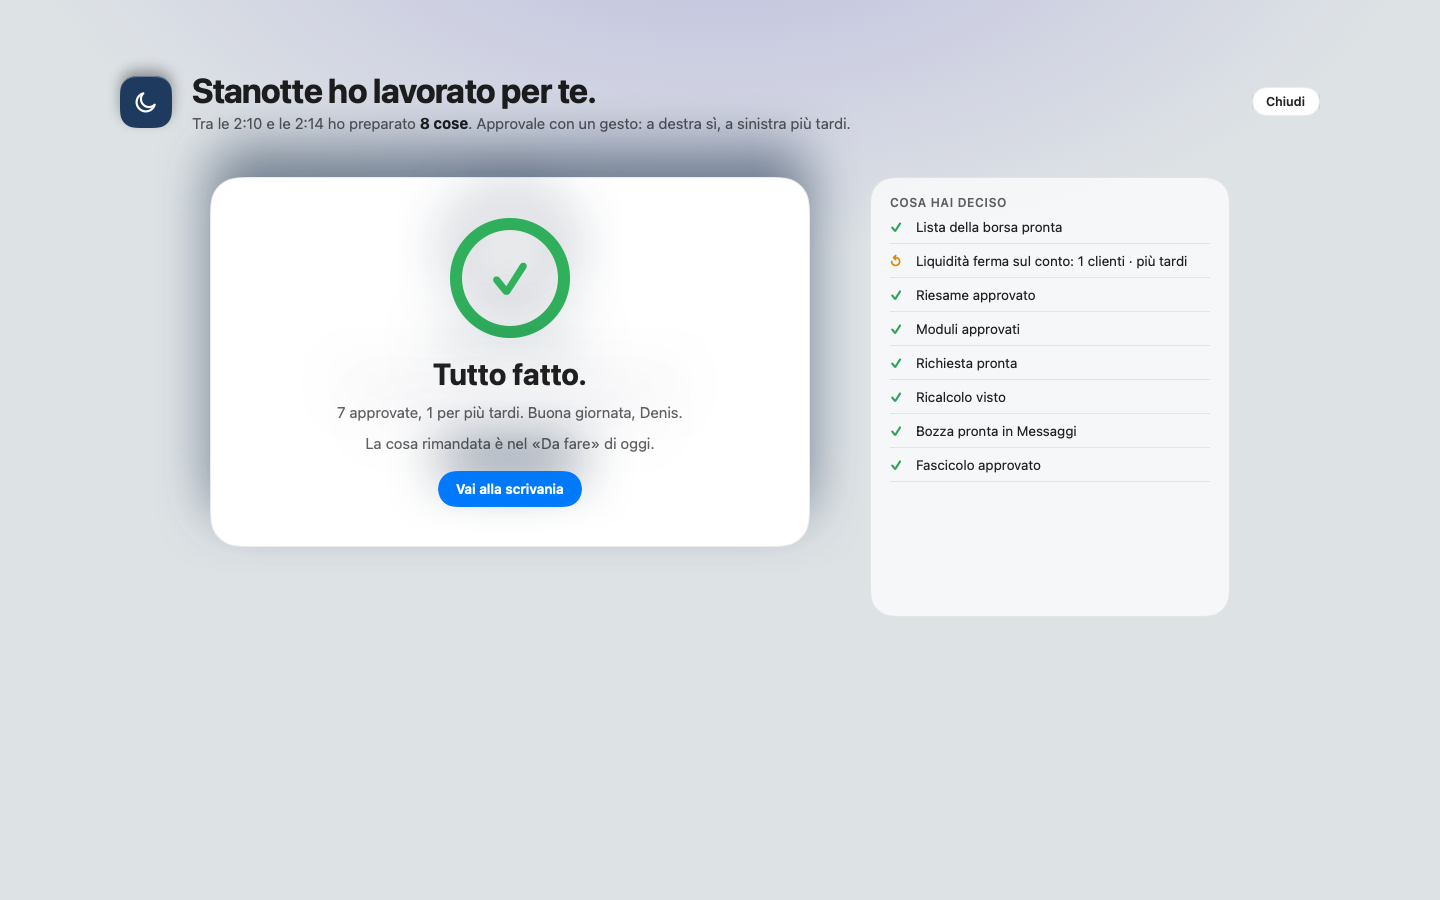 Stanotte ho lavorato per te.
Tra le 2:10 e le 2:14 ho preparato 8 cose. Approvale con un gesto: a destra sì, a sinistra più tardi.
Chiudi
Tutto fatto.
7 approvate, 1 per più tardi. Buona giornata, Denis.
La cosa rimandata è nel «Da fare» di oggi.
Vai alla scrivania
COSA HAI DECISO
Lista della borsa pronta
Liquidità ferma sul conto: 1 clienti · più tardi
Riesame approvato
Moduli approvati
Richiesta pronta
Ricalcolo visto
Bozza pronta in Messaggi
Fascicolo approvato